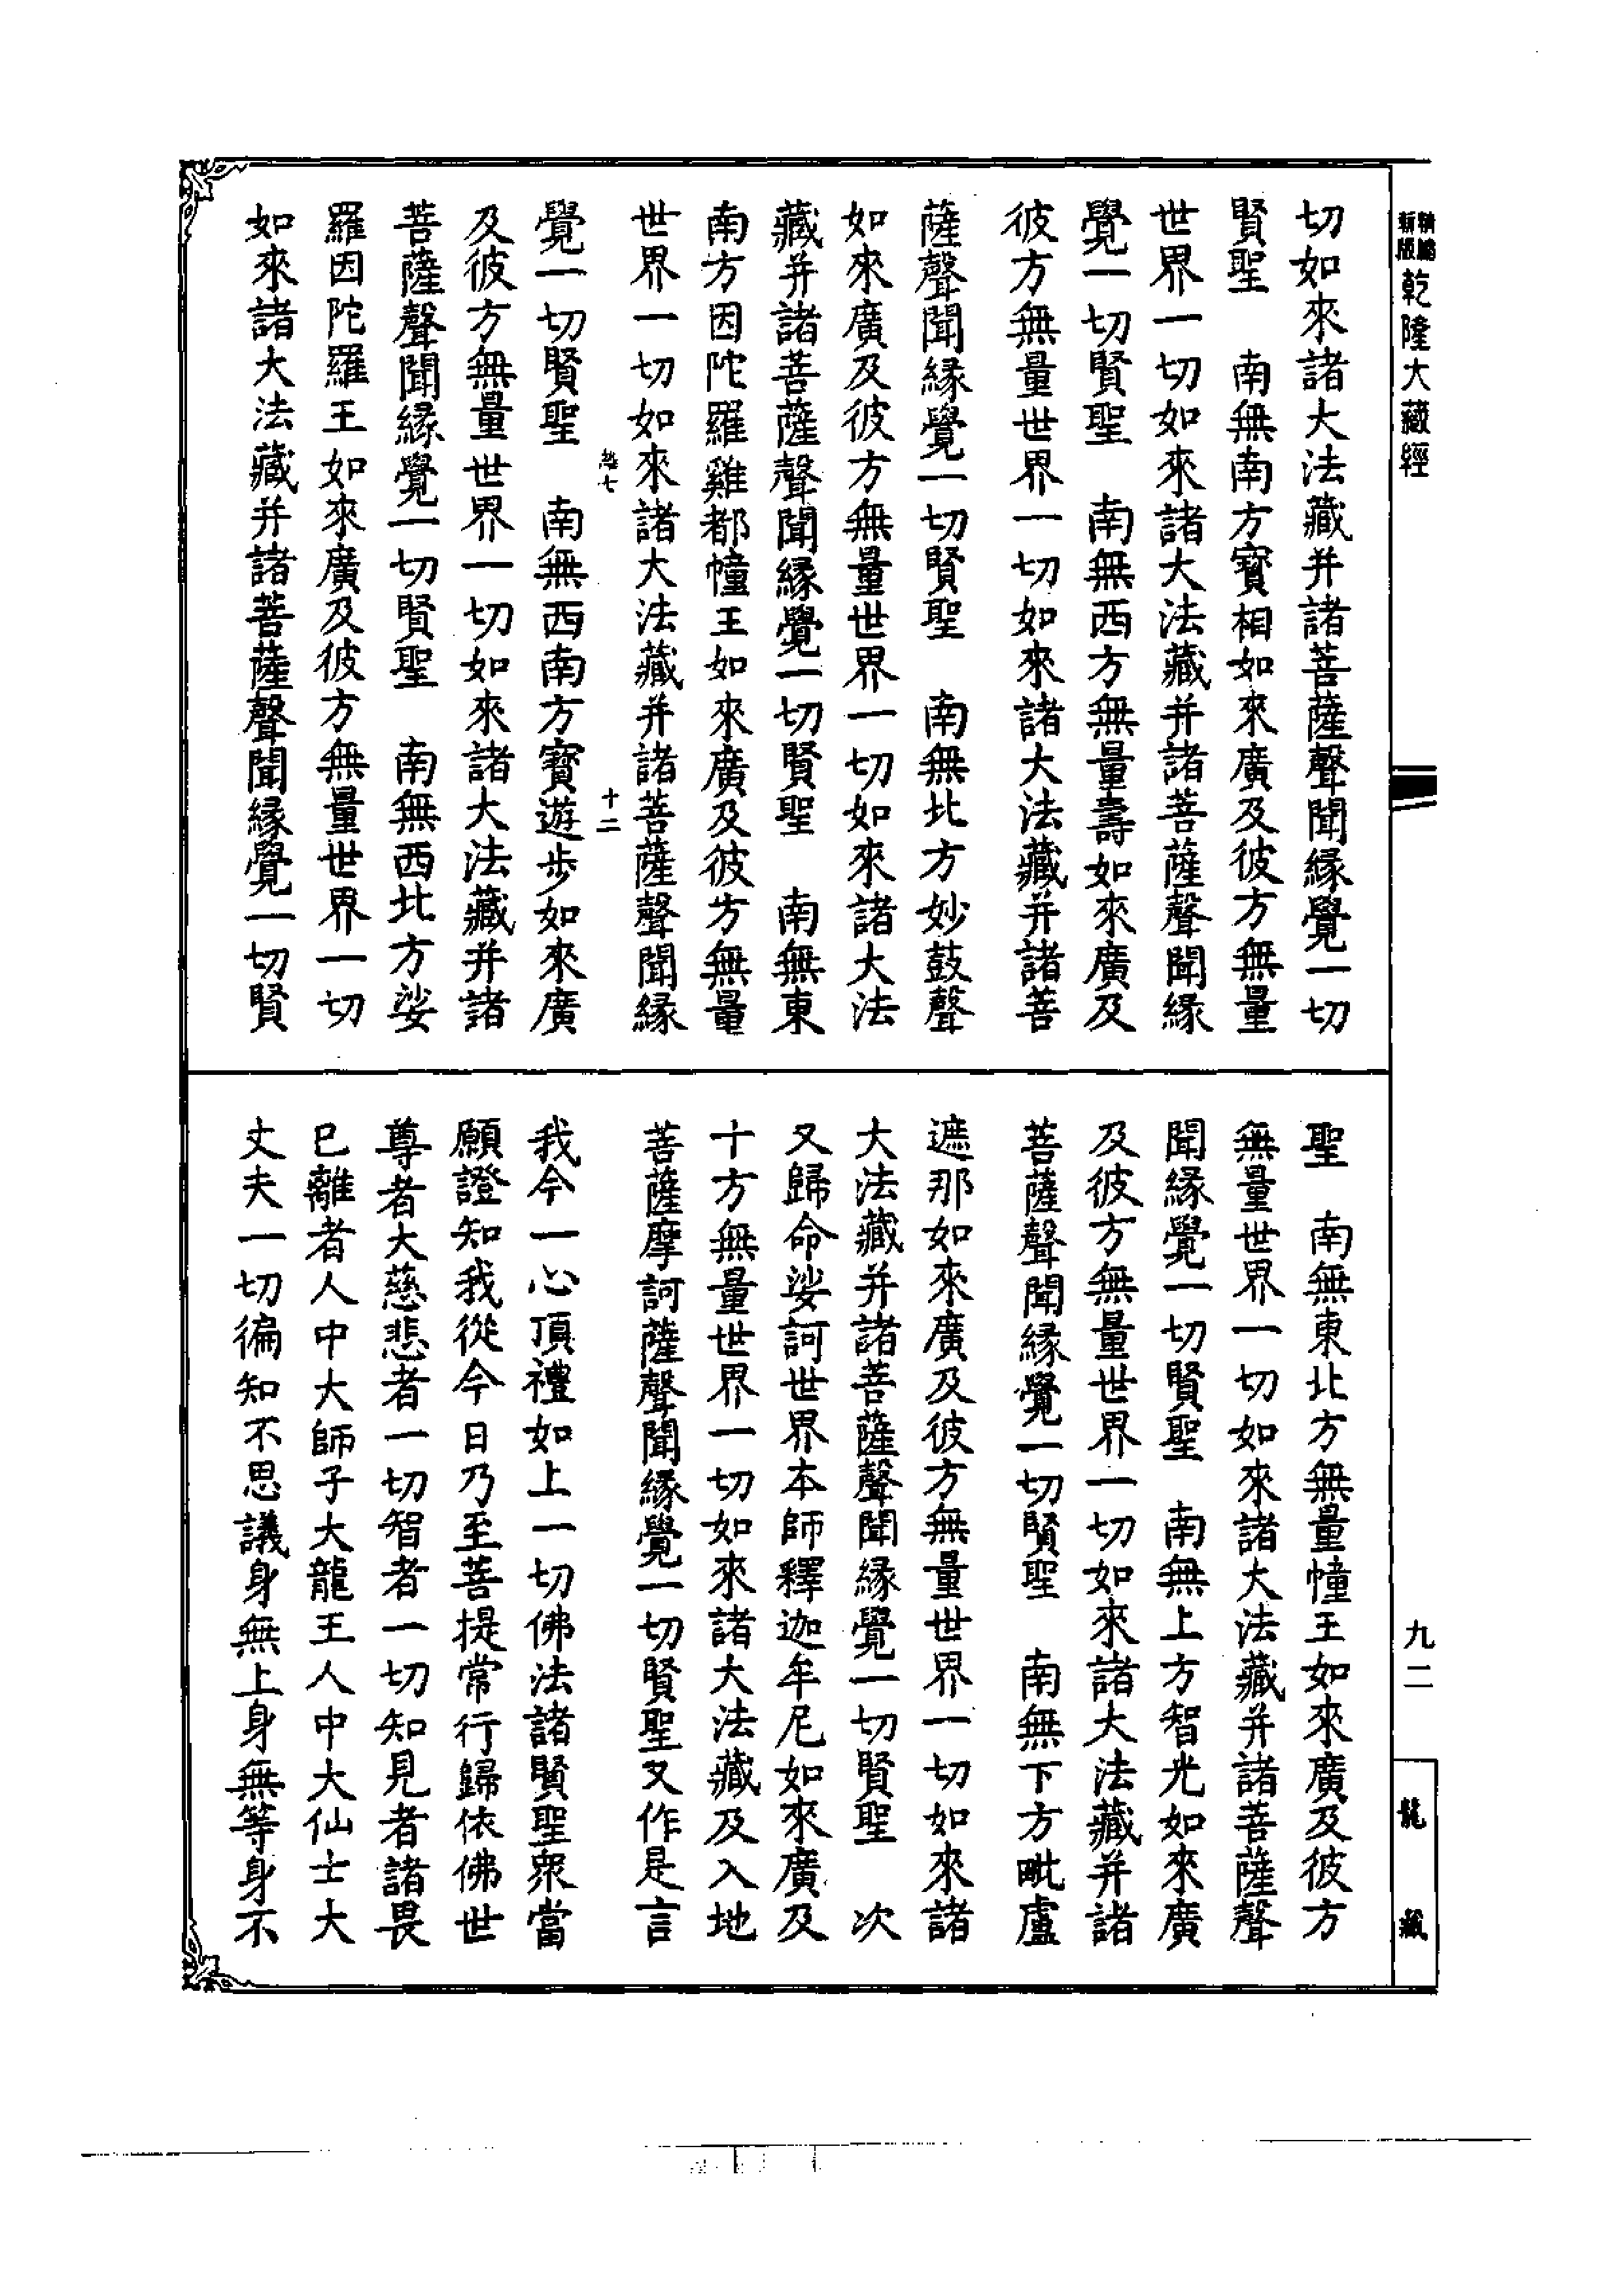 乾隆大藏經
切如來諸大法藏并諸菩薩聲聞緣覺一切
賢聖　南無南方寶相如來廣及彼方無量
世界一切如來諸大法藏并諸菩薩聲聞緣
覺一切賢聖　南無西方無量壽如來廣及
彼方無量世界一切如來諸大法藏并諸菩
薩聲聞緣覺一切賢聖　南無北方妙鼓聲
如來廣及彼方無量世界一切如來諸大法
藏并諸菩薩聲聞緣覺一切賢聖　南無東
南方因陀羅雞都幢王如來廣及彼方無量
世界一切如來諸大法藏并諸菩薩聲聞緣
十二
覺一切賢聖　南無西南方寶遊步如來廣
及彼方無量世界一切如來諸大法藏并諸
菩薩聲聞緣覺一切賢聖　南無西北方娑
羅因陀羅王如來廣及彼方無量世界一切
如來諸大法藏并諸菩薩聲聞緣覺一切賢
聖　南無東北方無量幢王如來廣及彼方
無量世界一切如來諸大法藏并諸菩薩聲
聞緣覺一切賢聖　南無上方智光如來廣
及彼方無量世界一切如來諸大法藏并諸
菩薩聲聞緣覺一切賢聖　南無下方毗盧
遮那如來廣及彼方無量世界一切如來諸
大法藏并諸菩薩聲聞緣覺一切賢聖　次
又歸命娑訶世界本師釋迦牟尼如來廣及
十方無量世界一切如來諸大法藏及入地
菩薩摩訶薩聲聞緣覺一切賢聖又作是言
我今一心頂禮如上一切佛法諸賢聖眾當
願證知我從今日乃至菩提常行歸依佛世
尊者大慈悲者一切智者一切知見者諸畏
已離者人中大師子大龍王人中大仙士大
丈夫一切徧知不思議身無上身無等身不
九二
龍藏